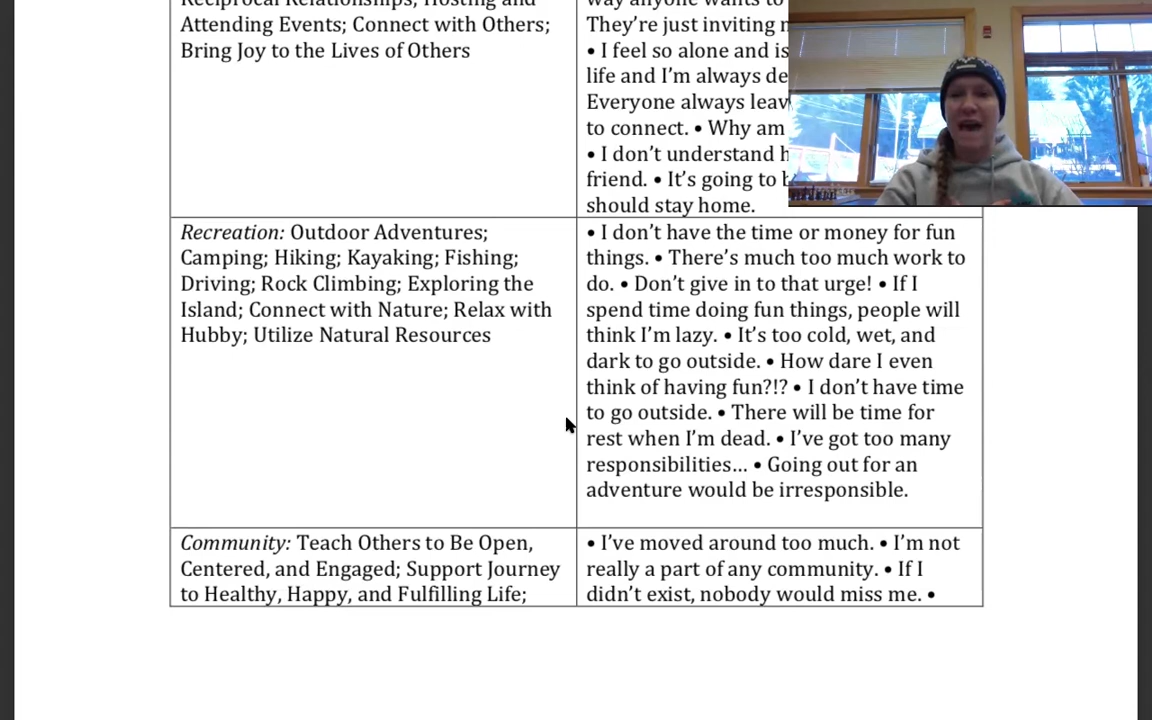 Attending Events; Connect with Others;
Bring Joy to the Lives of Others
way anyone wants to
They're just inviting
• I feel so alone and is
life and I'm always de
Everyone always leav
to connect. • Why am
• I don't understand h
friend. • It's going to b
should stay home.
Recreation: Outdoor Adventures;
Camping; Hiking; Kayaking; Fishing;
Driving; Rock Climbing; Exploring the
Island; Connect with Nature; Relax with
Hubby; Utilize Natural Resources
• I don't have the time or money for fun
things. • There's much too much work to
do. • Don't give in to that urge! • If I
spend time doing fun things, people will
think I'm lazy. • It's too cold, wet, and
dark to go outside. • How dare I even
think of having fun?!? • I don't have time
to go outside. • There will be time for
rest when I'm dead. • I've got too many
responsibilities... • Going out for an
adventure would be irresponsible.
Community: Teach Others to Be Open,
Centered, and Engaged; Support Journey
to Healthy, Happy, and Fulfilling Life;
• I've moved around too much. • I'm not
really a part of any community. • If I
didn't exist, nobody would miss me. •